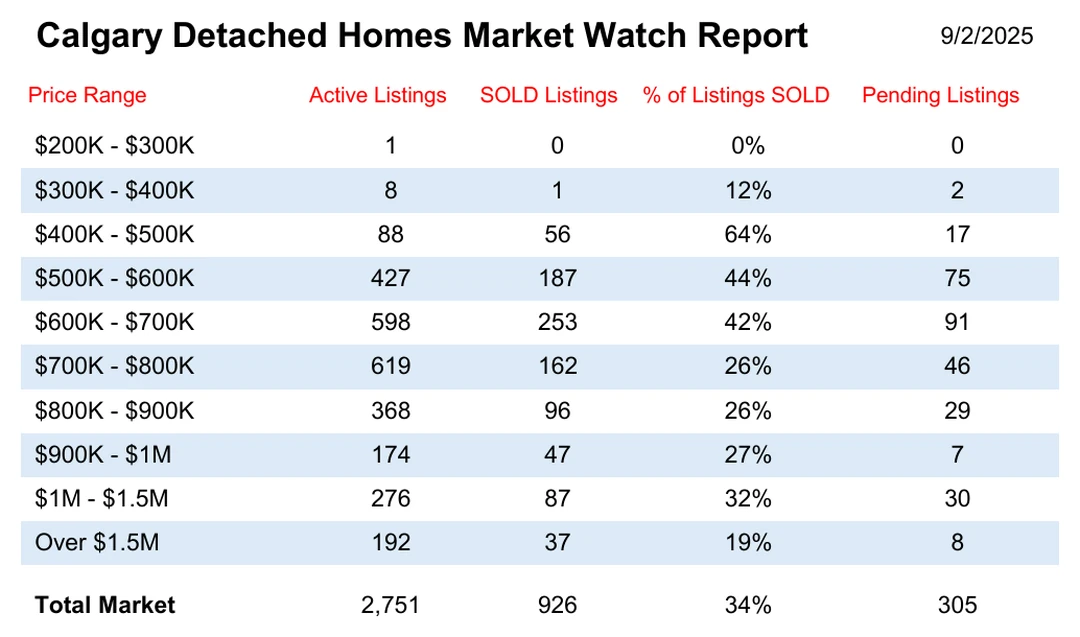 Calgary Detached Homes Market Watch Report 9/2/2025
Price Range Active Listings SOLD Listings % of Listings SOLD Pending Listings
$200K - $300K 1 0 0% 0
$300K - $400K 8 1 12% 2
$400K - $500K 88 56 64% 17
$500K - $600K 427 187 44% 75
$600K - $700K 598 253 42% 91
$700K - $800K 619 162 26% 46
$800K - $900K 368 96 26% 29
$900K - $1M 174 47 27% 7
$1M - $1.5M 276 87 32% 30
Over $1.5M 192 37 19% 8
Total Market 2,751 926 34% 305